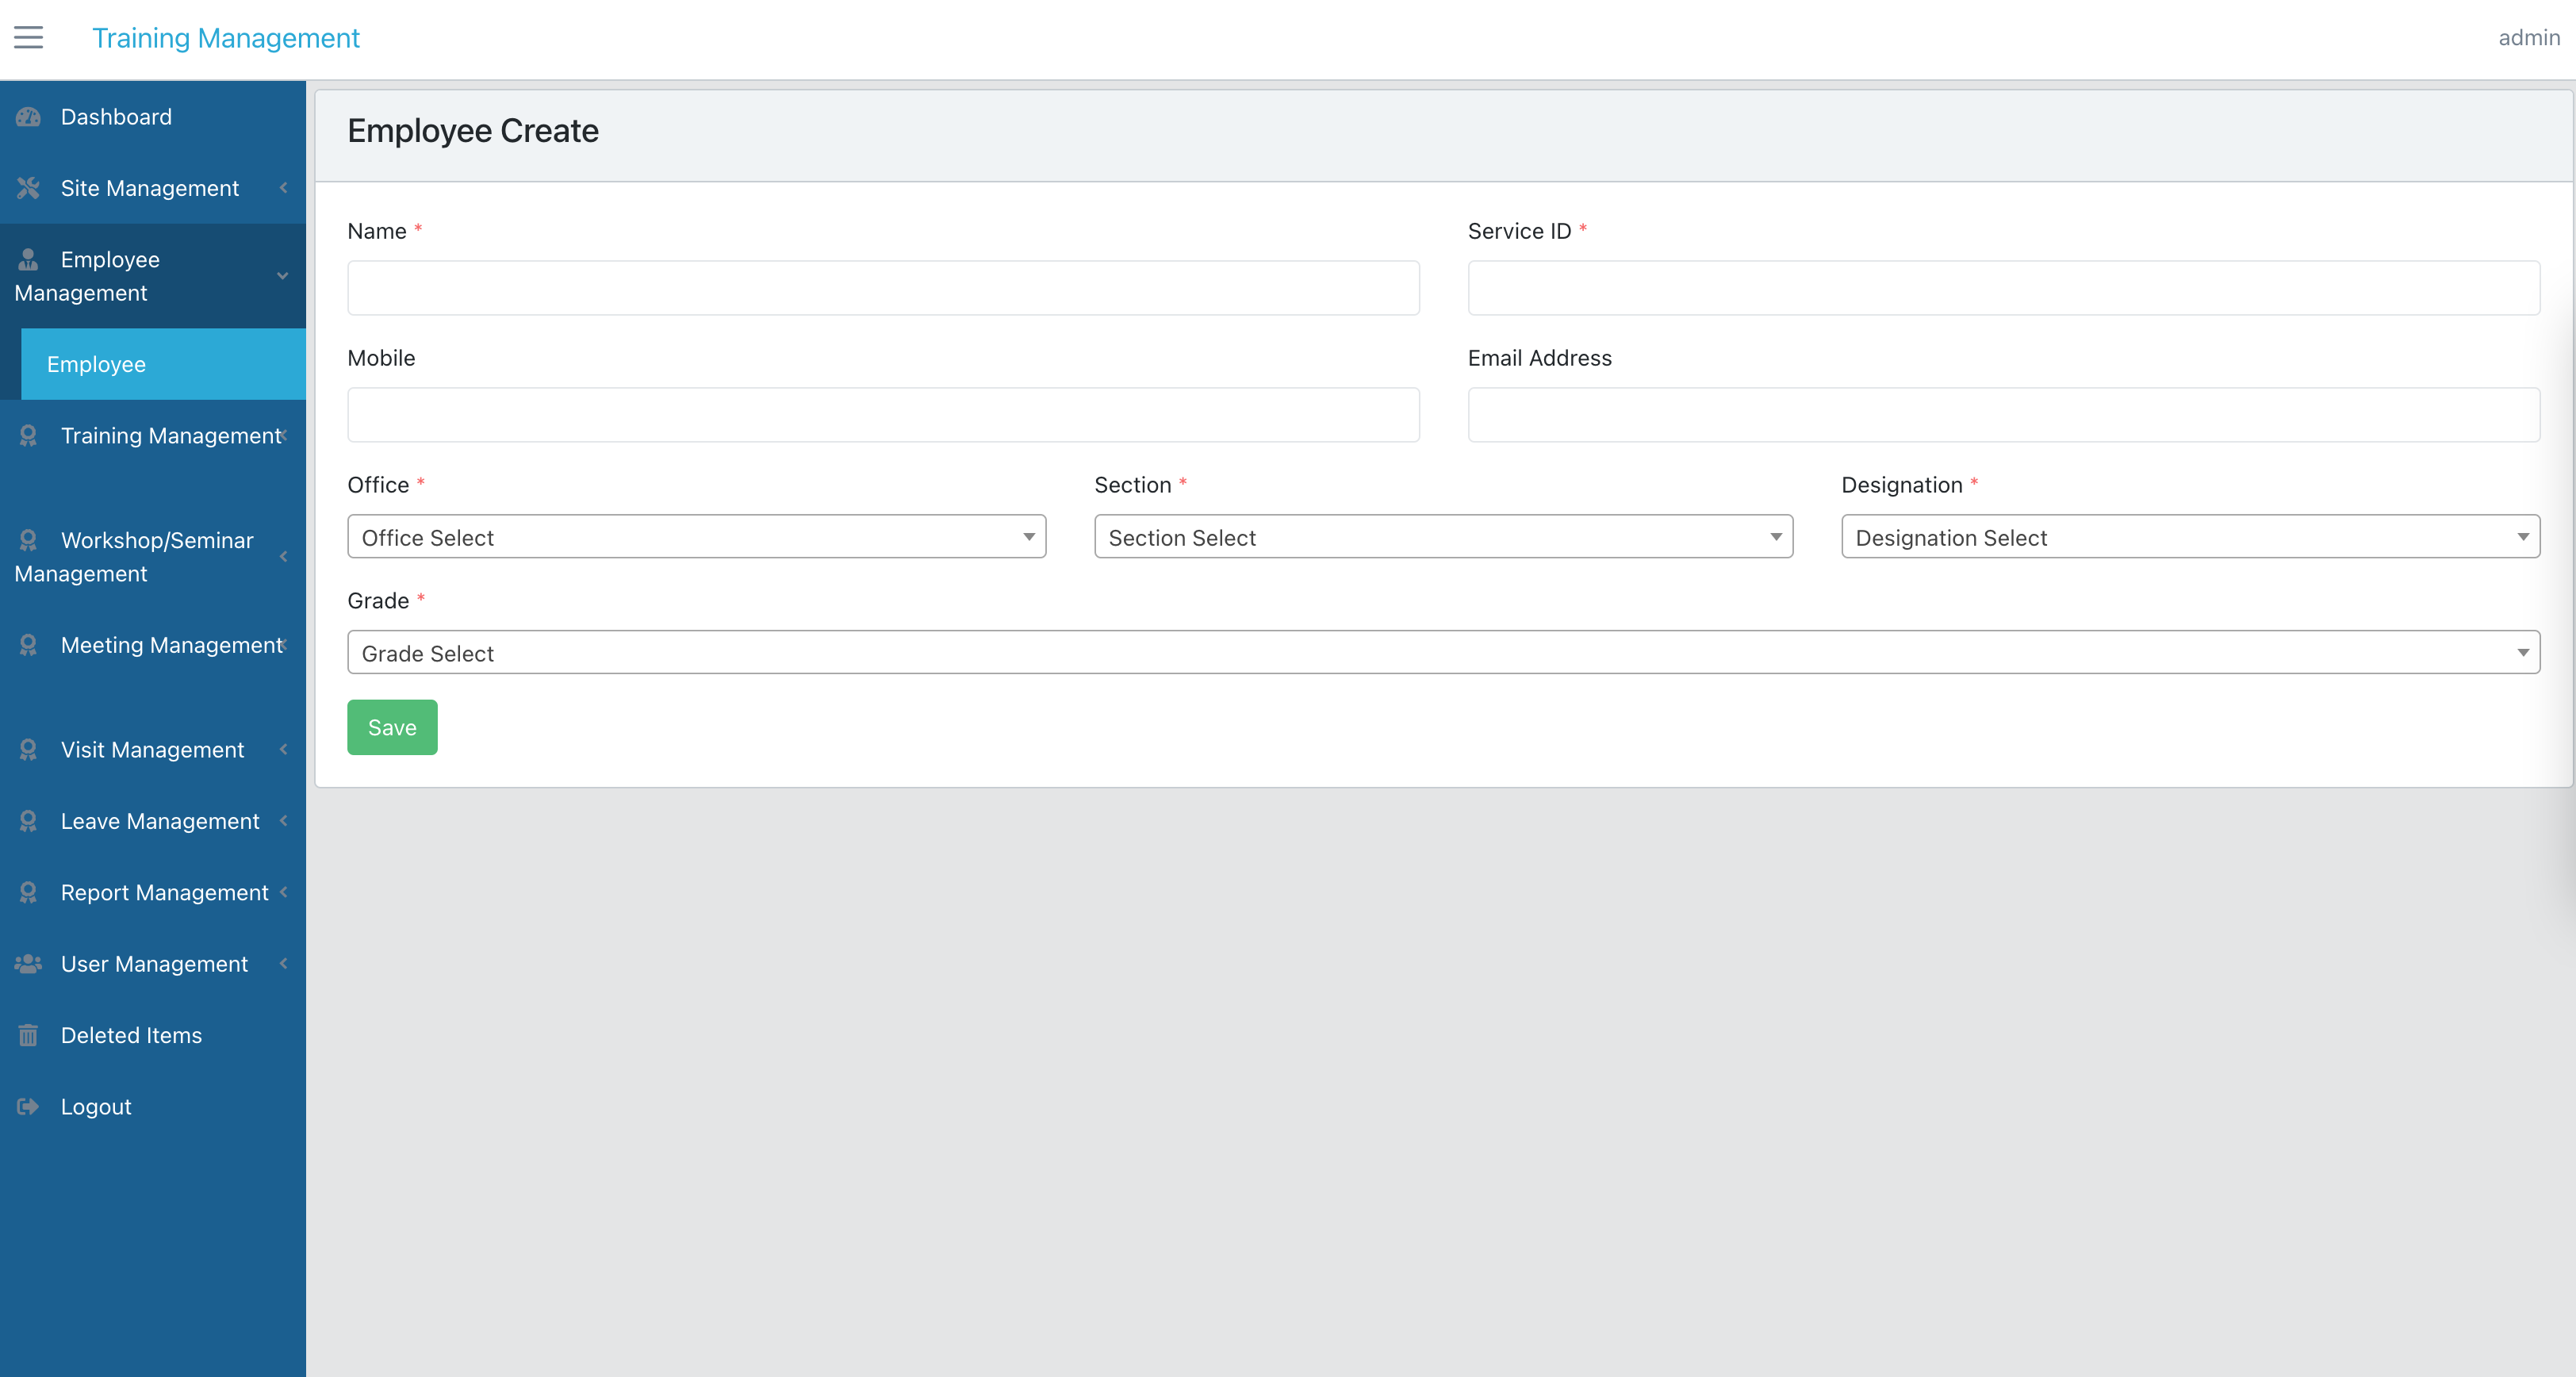 Training Management
admin
Dashboard
Site Management
Employee
Management
Employee
Training Management
Workshop/Seminar
Management
Meeting Management
Visit Management
Leave Management
Report Management
User Management
Deleted Items
Logout
Employee Create
Name *
Service ID *
Mobile
Email Address
Office *
Section *
Designation *
Office Select
Section Select
Designation Select
Grade *
Grade Select
Save